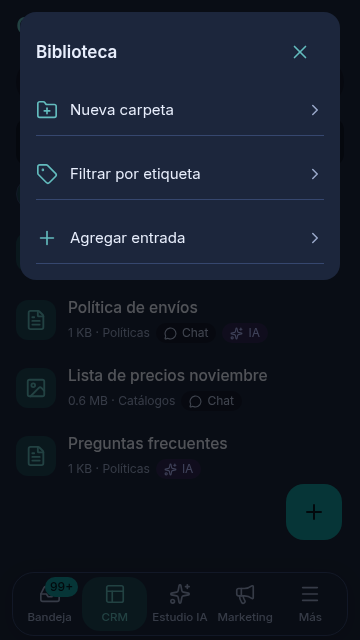 Biblioteca
Nueva carpeta
Filtrar por etiqueta
Agregar entrada
Política de envíos
1 KB · Políticas Chat IA
Lista de precios noviembre
0.6 MB · Catálogos Chat
Preguntas frecuentes
1 KB · Políticas IA
99+
Bandeja CRM Estudio IA Marketing Más